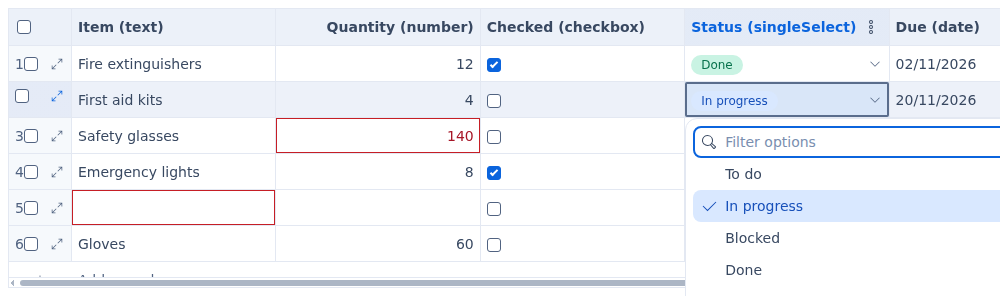 Item (text) Quantity (number) Checked (checkbox) Status (singleSelect) Due (date)
1 Fire extinguishers 12 Done 02/11/2026
First aid kits 4 In progress 20/11/2026
3 Safety glasses 140
Filter options
4 Emergency lights 8
To do
5
In progress
Blocked
6 Gloves 60
Done